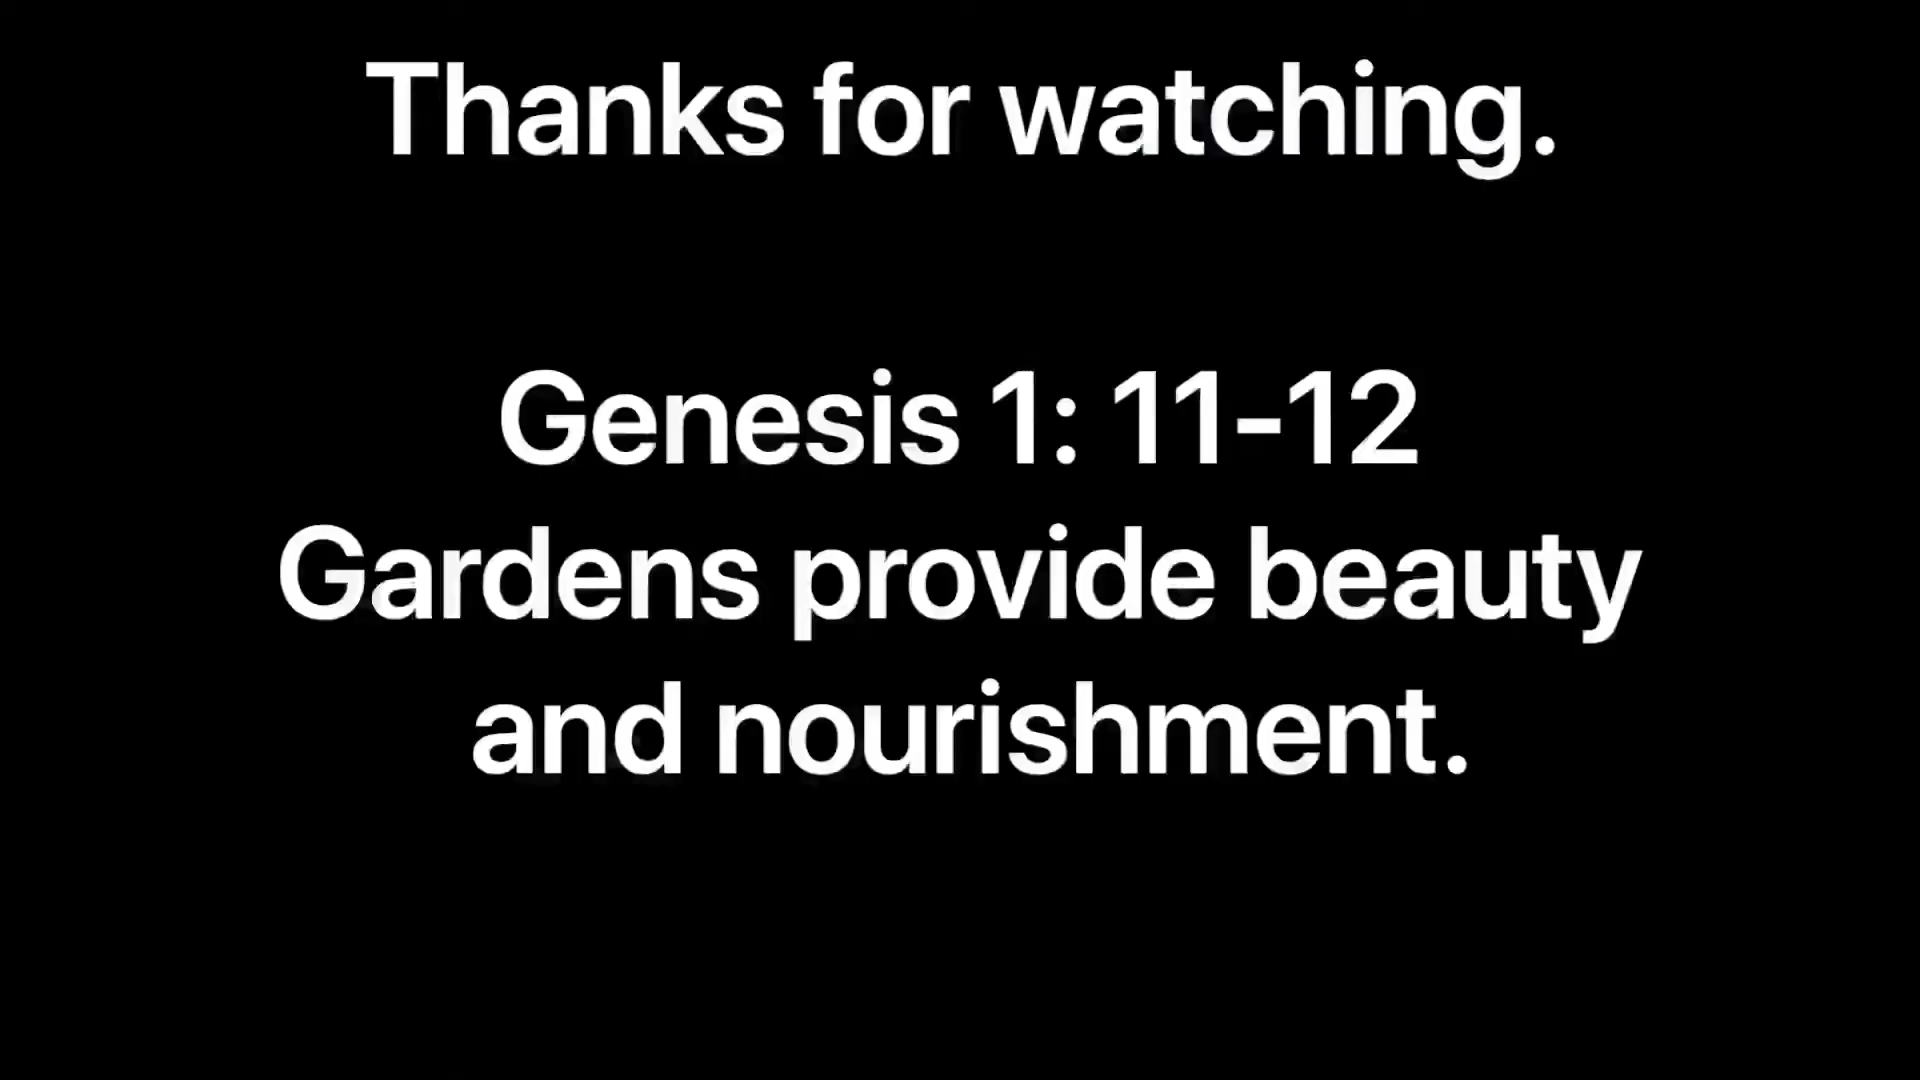 Thanks for watching.
Genesis 1: 11-12
Gardens provide beauty
and nourishment.